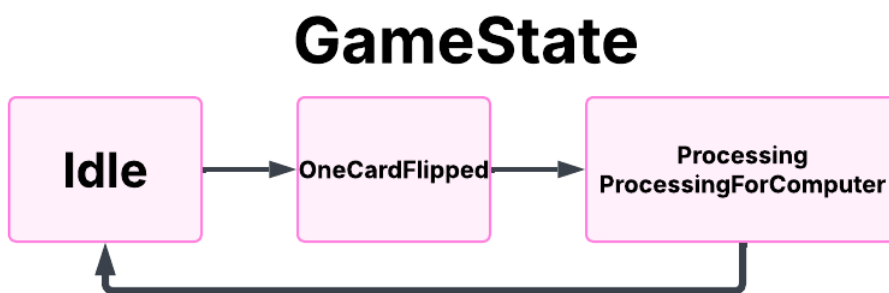 GameState
Idle
OneCardFlipped
Processing
ProcessingForComputer